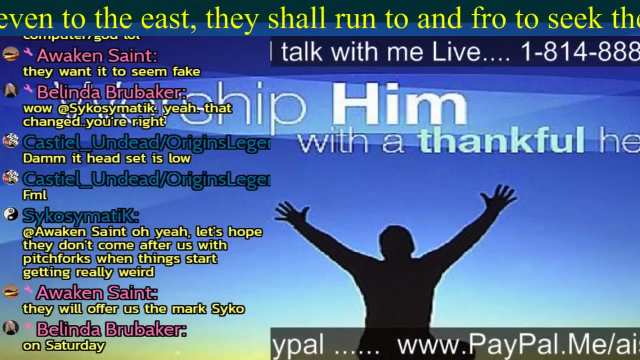 even to the east, they shall run to and fro to seek the
computer/god lol
talk with me Live.... 1-814-888
Awaken Saint:
they want it to seem fake
Belinda Brubaker:
wow @Sykosymatik. yeah. that
changed..you're right
Castiel_Undead/OriginsLeger
Damm it head set is low
Castiel_Undead/OriginsLeger
Fml
SykosymatiK:
@Awaken Saint oh yeah, let's hope
they don't come after us with
pitchforks when things start
getting really weird
Awaken Saint:
they will offer us the mark Syko
Belinda Brubaker:
on Saturday
ship Him
with a thankful he
ypal ...... www.PayPal.Me/ai